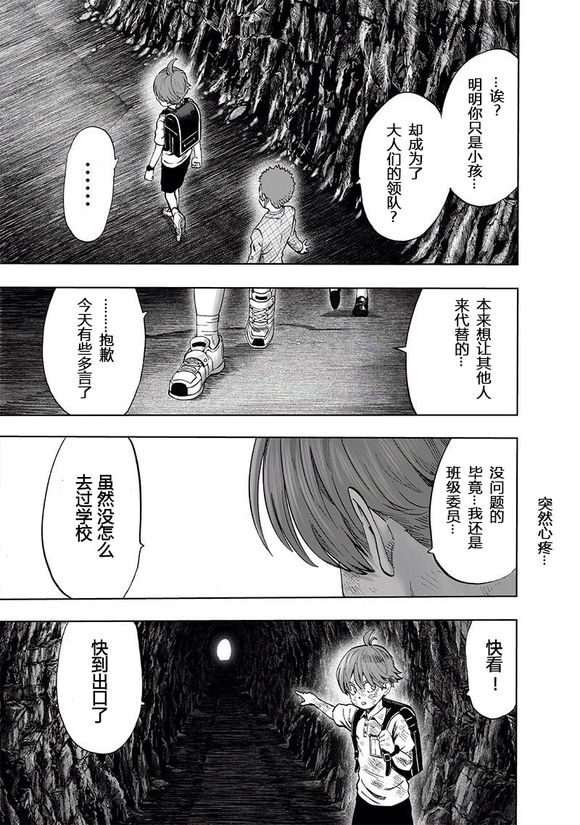 …诶？
明明你只是小孩…
却成为了
大人们的领队？
……
本来想让其他人
来代替的…
………抱歉
今天有些多言了
没问题的
毕竟…我还是
班级委员…
虽然没怎么
去过学校
突然心疼…
快看！
快到出口了